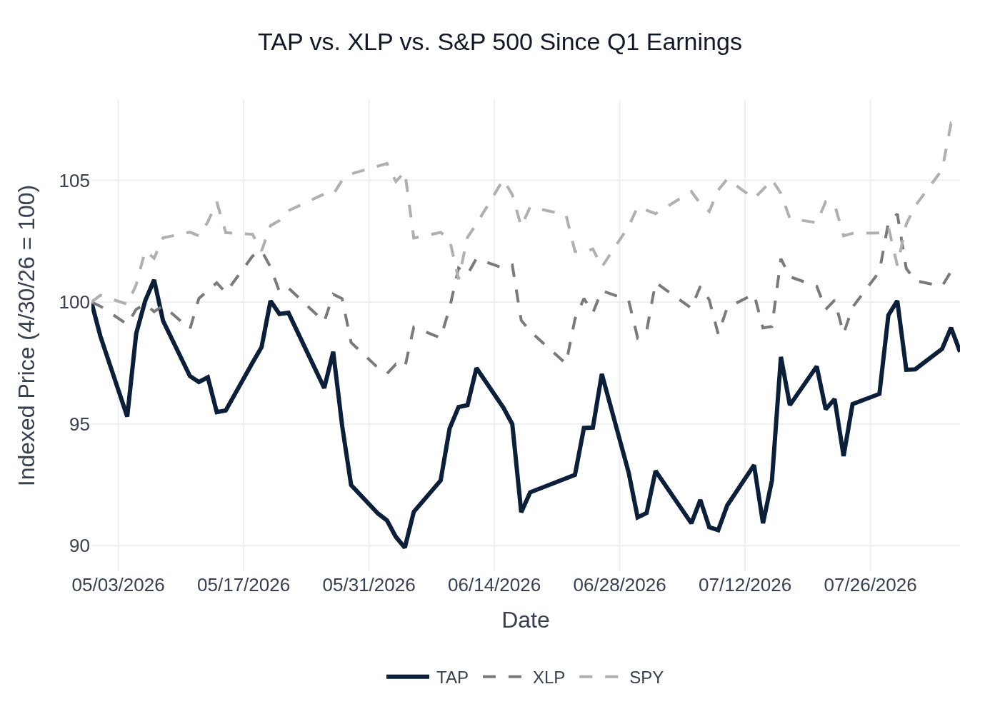 TAP vs. XLP vs. S&P 500 Since Q1 Earnings
Indexed Price (4/30/26 = 100)
105
100
95
90
05/03/2026 05/17/2026 05/31/2026 06/14/2026 06/28/2026 07/12/2026 07/26/2026
Date
TAP XLP SPY